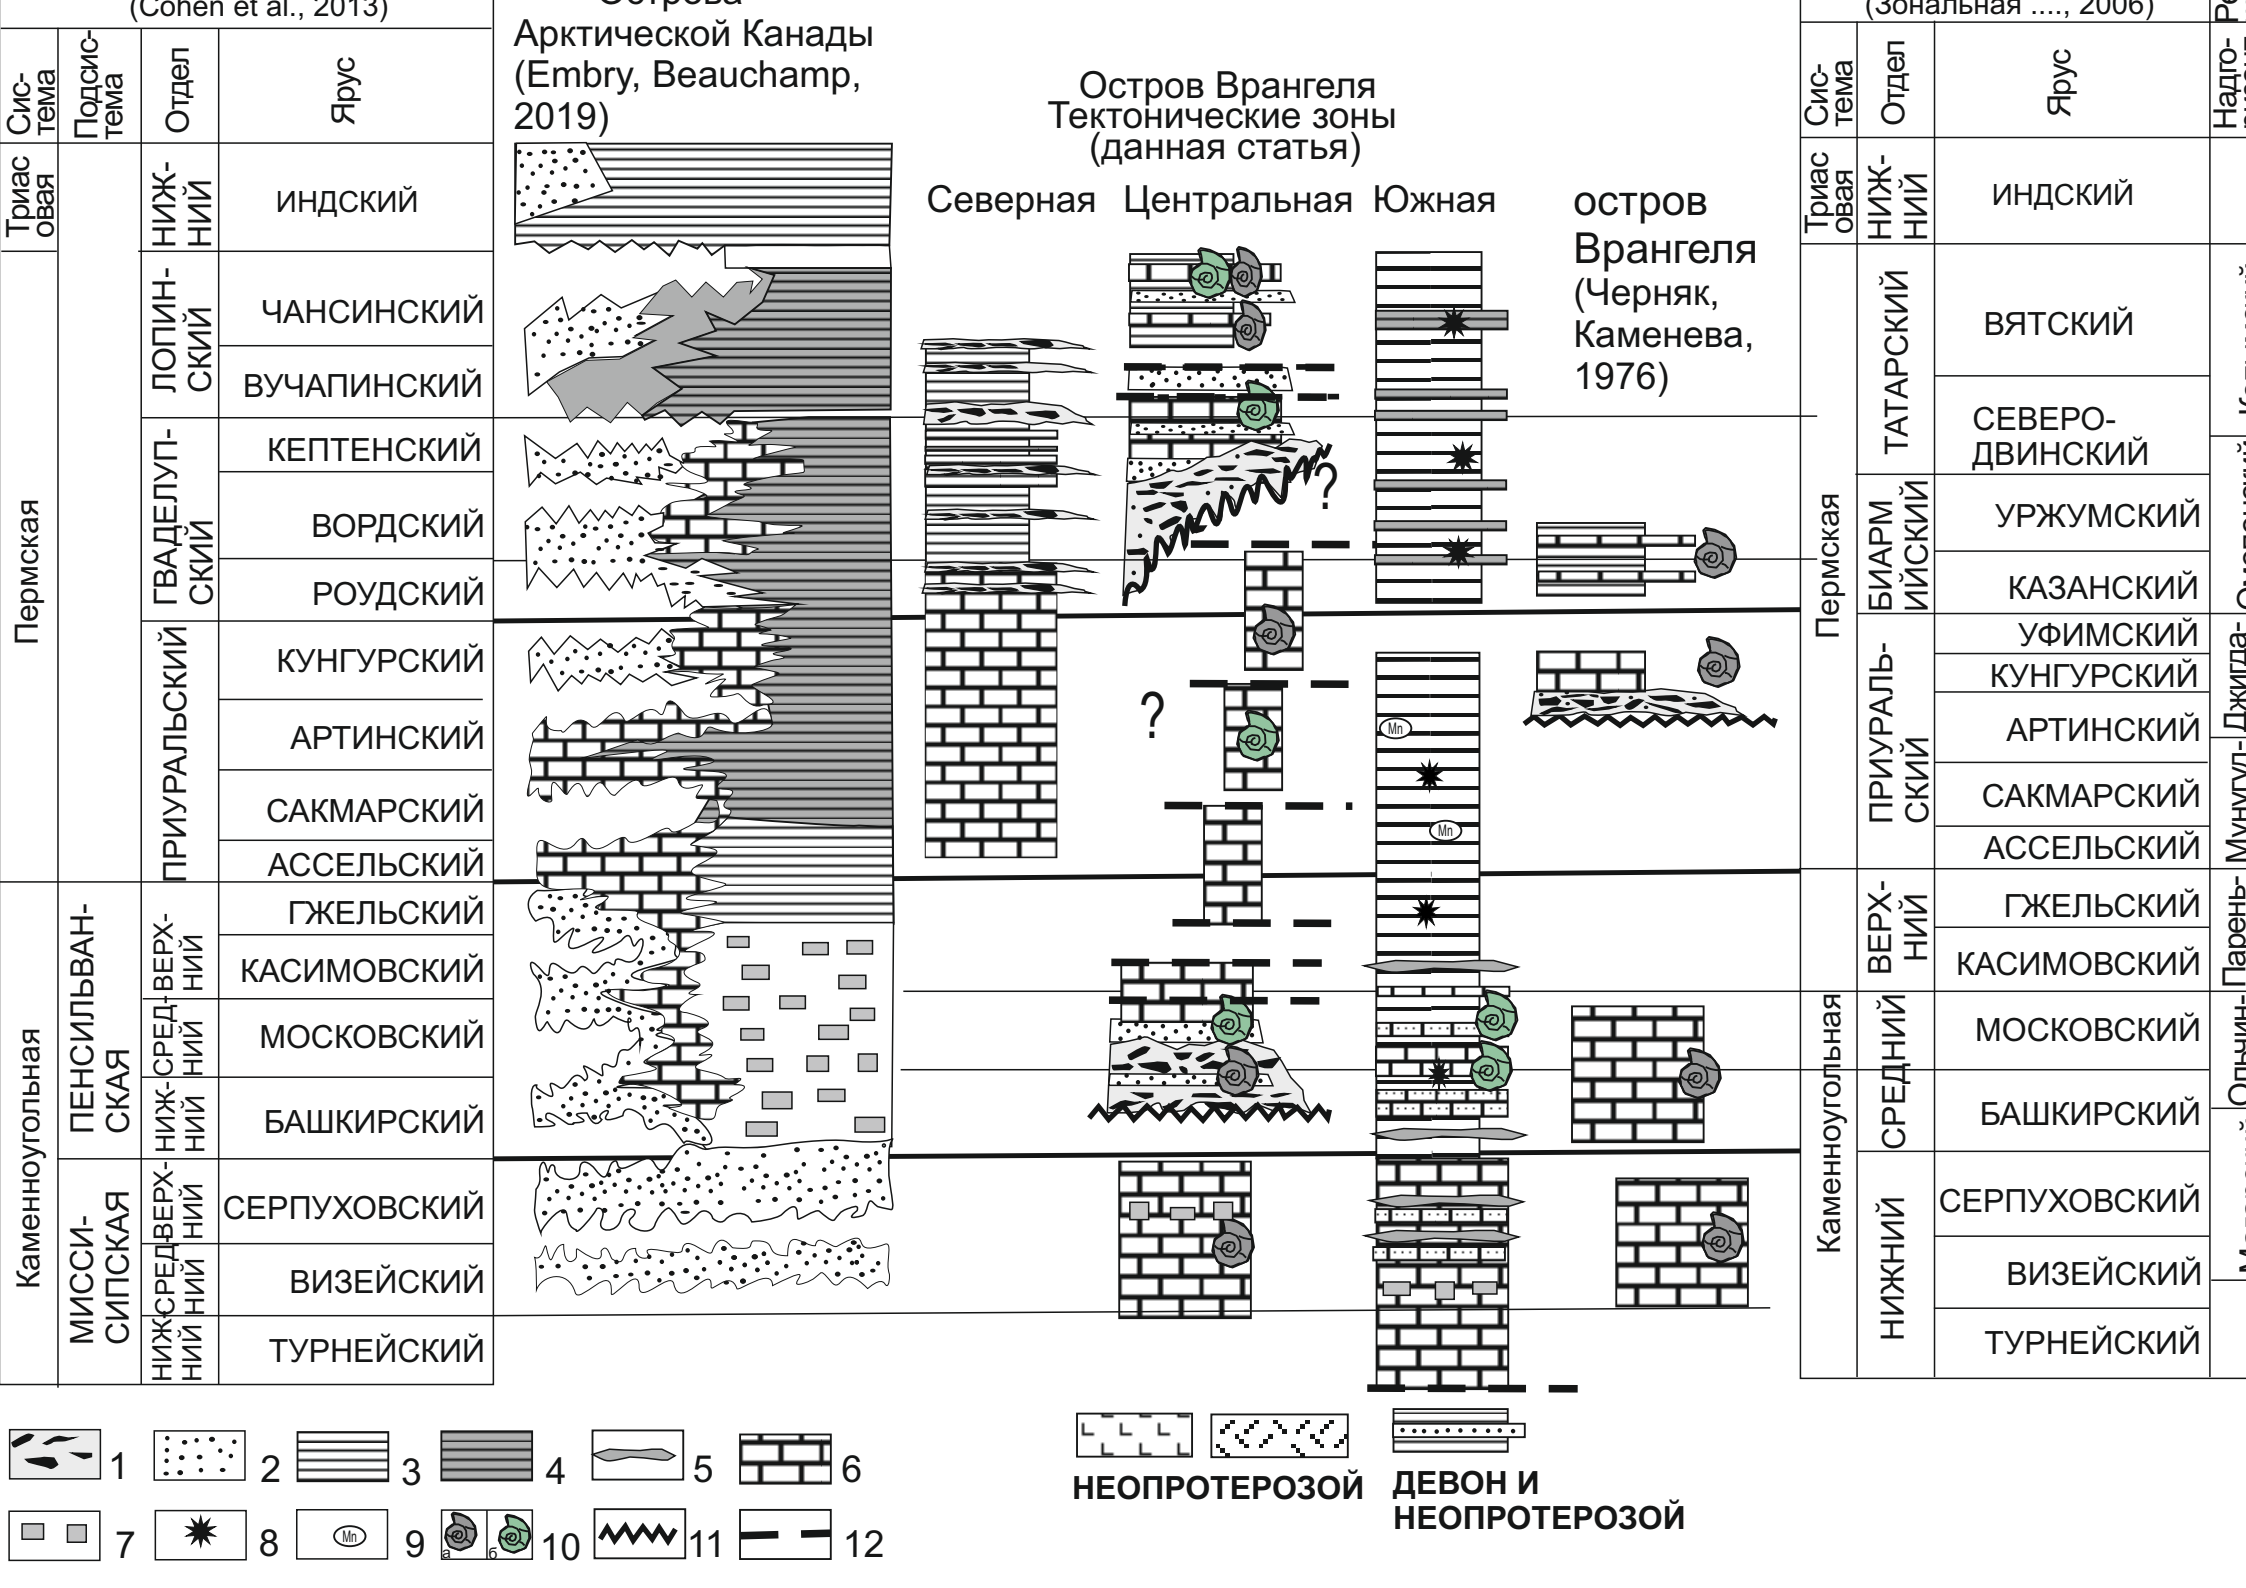 (Cohen et al., 2013)
Сис-
тема
Подсис-
тема
Отдел
Ярус
Триас
овая
НИЖ-
НИЙ
ИНДСКИЙ
Пермская
ЛОПИН-
СКИЙ
ЧАНСИНСКИЙ
ВУЧАПИНСКИЙ
ГВАДЕЛУП-
СКИЙ
КЕПТЕНСКИЙ
ВОРДСКИЙ
РОУДСКИЙ
ПРИУРАЛЬСКИЙ
КУНГУРСКИЙ
АРТИНСКИЙ
САКМАРСКИЙ
АССЕЛЬСКИЙ
Каменноугольная
ПЕНСИЛЬВАН-
СКАЯ
ВЕРХ-
НИЙ
ГЖЕЛЬСКИЙ
КАСИМОВСКИЙ
СРЕД-
НИЙ
МОСКОВСКИЙ
НИЖ-
НИЙ
БАШКИРСКИЙ
МИССИ-
СИПСКАЯ
ВЕРХ-
НИЙ
СЕРПУХОВСКИЙ
СРЕД-
НИЙ
ВИЗЕЙСКИЙ
НИЖ-
НИЙ
ТУРНЕЙСКИЙ
Острова
Арктической Канады
(Embry, Beauchamp,
2019)
Остров Врангеля
Тектонические зоны
(данная статья)
Северная
Центральная
Южная
?
?
Mn
Mn
остров
Врангеля
(Черняк,
Каменева,
1976)
(Зональная ...., 2006)
Сис-
тема
Отдел
Ярус
Надго-
Триас
овая
НИЖ-
НИЙ
ИНДСКИЙ
Пермская
ТАТАРСКИЙ
ВЯТСКИЙ
СЕВЕРО-
ДВИНСКИЙ
БИАРМ
ИЙСКИЙ
УРЖУМСКИЙ
КАЗАНСКИЙ
ПРИУРАЛЬ-
СКИЙ
УФИМСКИЙ
КУНГУРСКИЙ
АРТИНСКИЙ
САКМАРСКИЙ
АССЕЛЬСКИЙ
Джигда-
Каменноугольная
ВЕРХ-
НИЙ
ГЖЕЛЬСКИЙ
КАСИМОВСКИЙ
Парень-
СРЕДНИЙ
МОСКОВСКИЙ
БАШКИРСКИЙ
НИЖНИЙ
СЕРПУХОВСКИЙ
ВИЗЕЙСКИЙ
ТУРНЕЙСКИЙ
1
2
3
4
5
6
7
8
Mn
9
а
б
10
11
12
НЕОПРОТЕРОЗОЙ
ДЕВОН И
НЕОПРОТЕРОЗОЙ